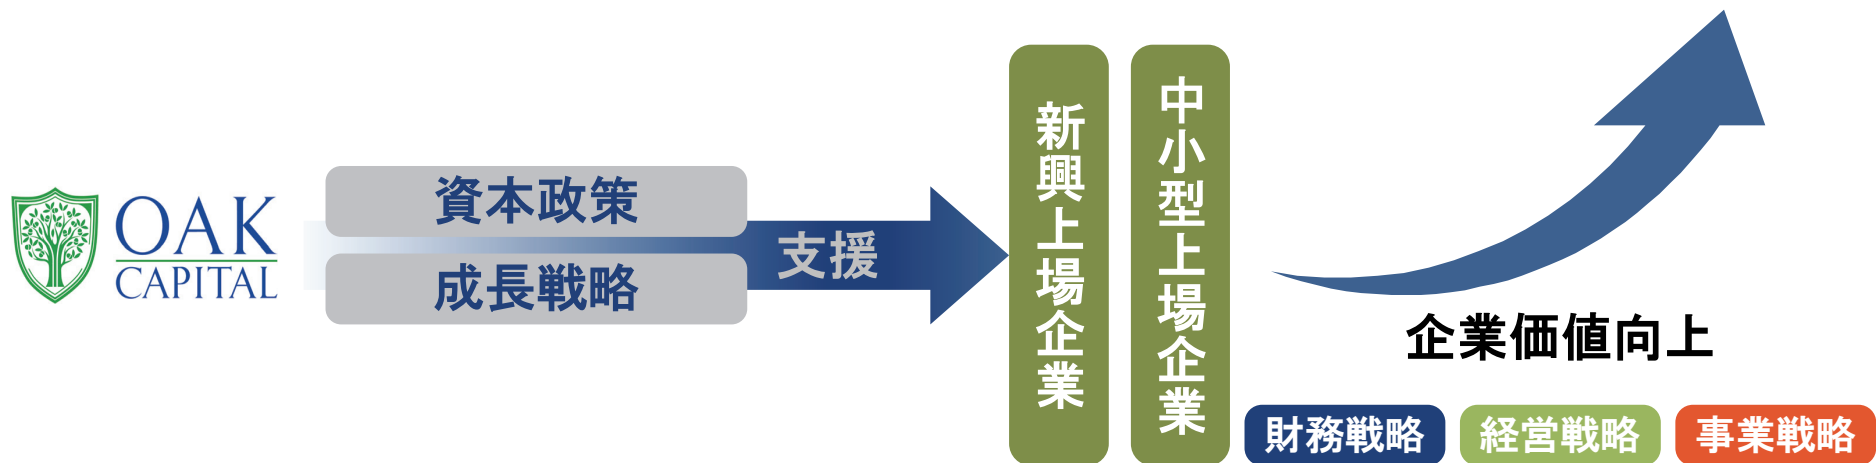 OAK
CAPITAL
資本政策
成長戦略
支援
新興上場企業
中小型上場企業
企業価値向上
財務戦略
経営戦略
事業戦略